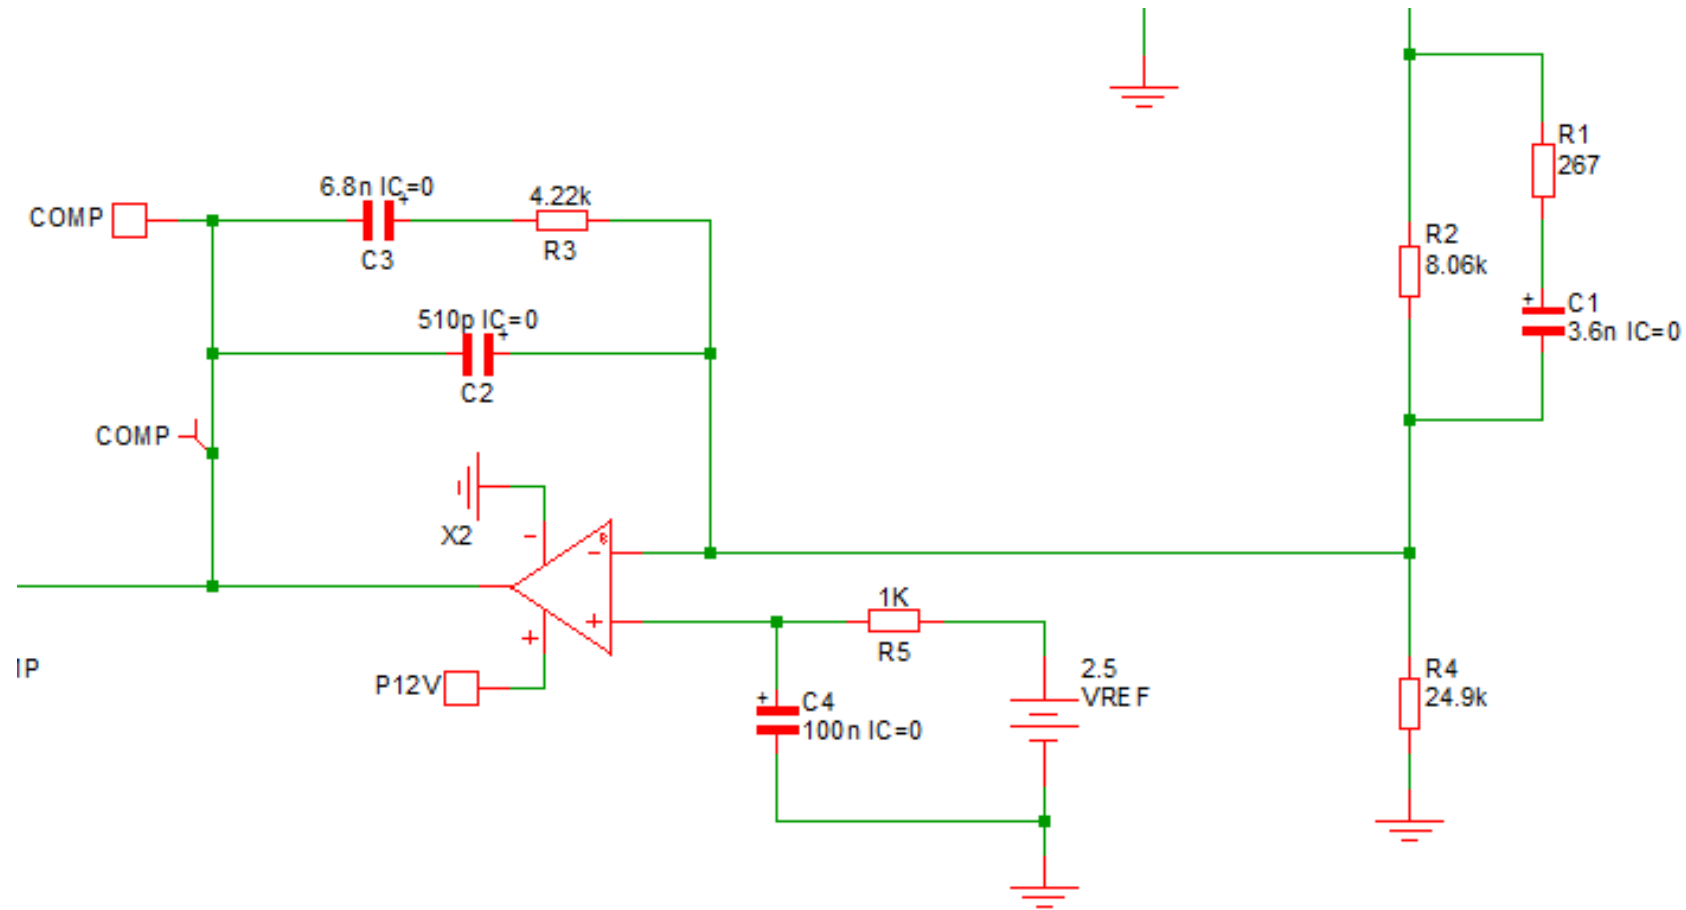 R1
267
6.8n IC=0
+
4.22k
COMP
R2
8.06k
C3
R3
+
C1
3.6n IC=0
510p IC=0
+
C2
COMP
X2
-
-
1K
+
+
R5
IP
P12V
2.5
VREF
R4
24.9k
+
C4
100n IC=0